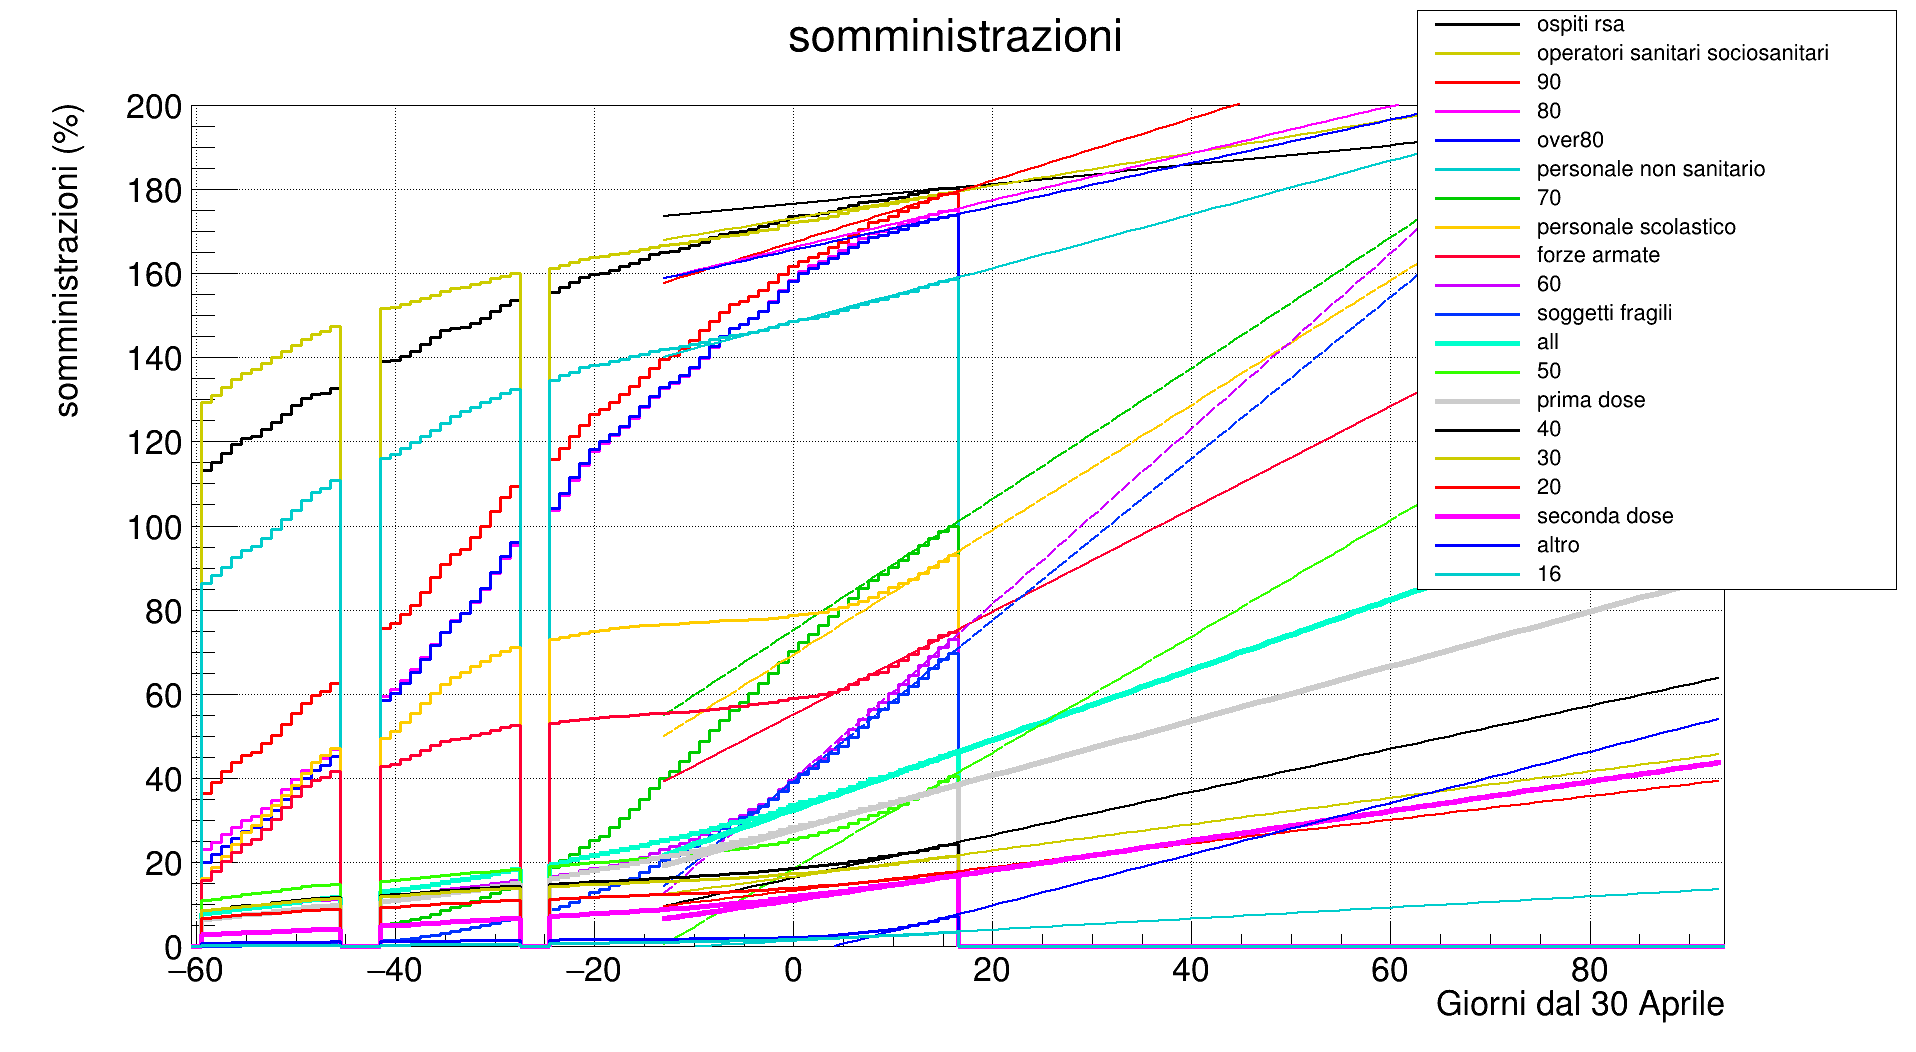 somministrazioni
ospiti rsa
operatori sanitari sociosanitari
90
80
over80
personale non sanitario
70
personale scolastico
forze armate
60
soggetti fragili
all
50
prima dose
40
30
20
seconda dose
altro
16
somministrazioni (%)
200
180
160
140
120
100
80
60
40
20
0
−60 −40 −20 0 20 40 60 80
Giorni dal 30 Aprile